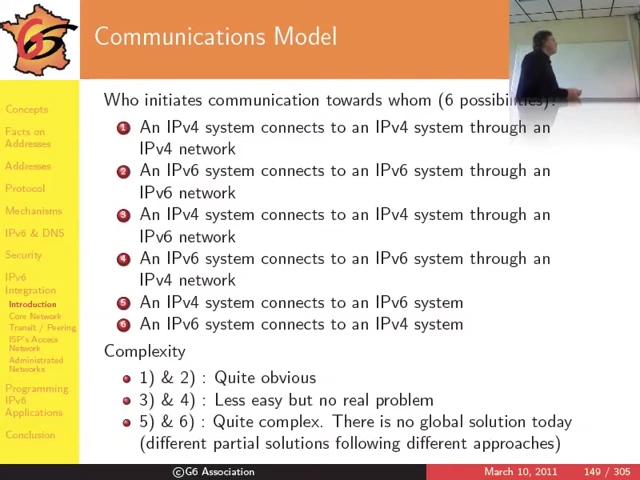 G6
Communications Model
Concepts
Facts on
Addresses
Addresses
Protocol
Mechanisms
IPv6 & DNS
Security
IPv6
Integration
Introduction
Core Network
Transit / Peering
ISP's Access
Network
Administrated
Networks
Programming
IPv6
Applications
Conclusion
Who initiates communication towards whom (6 possibilities)?
1 An IPv4 system connects to an IPv4 system through an
IPv4 network
2 An IPv6 system connects to an IPv6 system through an
IPv6 network
3 An IPv4 system connects to an IPv4 system through an
IPv6 network
4 An IPv6 system connects to an IPv6 system through an
IPv4 network
5 An IPv4 system connects to an IPv6 system
6 An IPv6 system connects to an IPv4 system
Complexity
1) & 2) : Quite obvious
3) & 4) : Less easy but no real problem
5) & 6) : Quite complex. There is no global solution today
(different partial solutions following different approaches)
©G6 Association
March 10, 2011
149 / 305